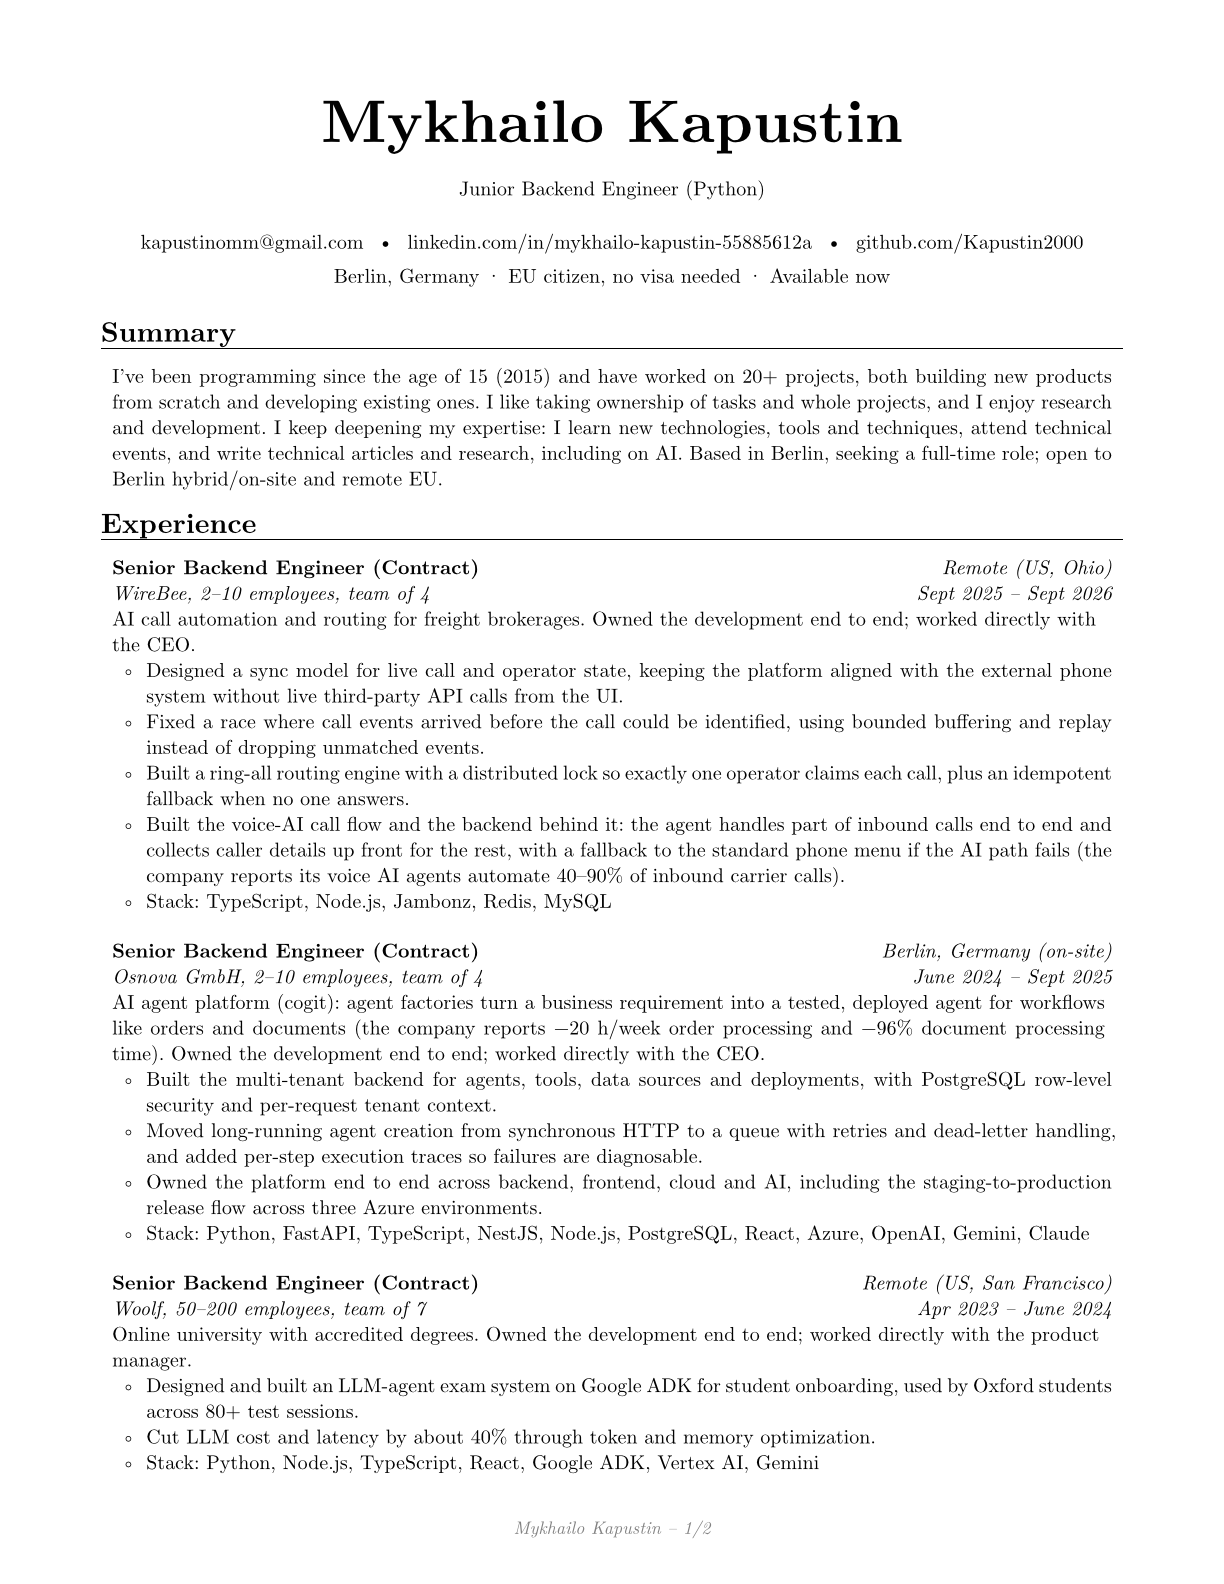 Mykhailo Kapustin
Junior Backend Engineer (Python)
kapustinomm@gmail.com • linkedin.com/in/mykhailo-kapustin-55885612a • github.com/Kapustin2000
Berlin, Germany · EU citizen, no visa needed · Available now
Summary
I've been programming since the age of 15 (2015) and have worked on 20+ projects, both building new products
from scratch and developing existing ones. I like taking ownership of tasks and whole projects, and I enjoy research
and development. I keep deepening my expertise: I learn new technologies, tools and techniques, attend technical
events, and write technical articles and research, including on AI. Based in Berlin, seeking a full-time role; open to
Berlin hybrid/on-site and remote EU.
Experience
Senior Backend Engineer (Contract) Remote (US, Ohio)
WireBee, 2–10 employees, team of 4 Sept 2025 – Sept 2026
AI call automation and routing for freight brokerages. Owned the development end to end; worked directly with
the CEO.
◦ Designed a sync model for live call and operator state, keeping the platform aligned with the external phone
system without live third-party API calls from the UI.
◦ Fixed a race where call events arrived before the call could be identified, using bounded buffering and replay
instead of dropping unmatched events.
◦ Built a ring-all routing engine with a distributed lock so exactly one operator claims each call, plus an idempotent
fallback when no one answers.
◦ Built the voice-AI call flow and the backend behind it: the agent handles part of inbound calls end to end and
collects caller details up front for the rest, with a fallback to the standard phone menu if the AI path fails (the
company reports its voice AI agents automate 40–90% of inbound carrier calls).
◦ Stack: TypeScript, Node.js, Jambonz, Redis, MySQL
Senior Backend Engineer (Contract) Berlin, Germany (on-site)
Osnova GmbH, 2–10 employees, team of 4 June 2024 – Sept 2025
AI agent platform (cogit): agent factories turn a business requirement into a tested, deployed agent for workflows
like orders and documents (the company reports −20 h/week order processing and −96% document processing
time). Owned the development end to end; worked directly with the CEO.
◦ Built the multi-tenant backend for agents, tools, data sources and deployments, with PostgreSQL row-level
security and per-request tenant context.
◦ Moved long-running agent creation from synchronous HTTP to a queue with retries and dead-letter handling,
and added per-step execution traces so failures are diagnosable.
◦ Owned the platform end to end across backend, frontend, cloud and AI, including the staging-to-production
release flow across three Azure environments.
◦ Stack: Python, FastAPI, TypeScript, NestJS, Node.js, PostgreSQL, React, Azure, OpenAI, Gemini, Claude
Senior Backend Engineer (Contract) Remote (US, San Francisco)
Woolf, 50–200 employees, team of 7 Apr 2023 – June 2024
Online university with accredited degrees. Owned the development end to end; worked directly with the product
manager.
◦ Designed and built an LLM-agent exam system on Google ADK for student onboarding, used by Oxford students
across 80+ test sessions.
◦ Cut LLM cost and latency by about 40% through token and memory optimization.
◦ Stack: Python, Node.js, TypeScript, React, Google ADK, Vertex AI, Gemini
Mykhailo Kapustin – 1/2